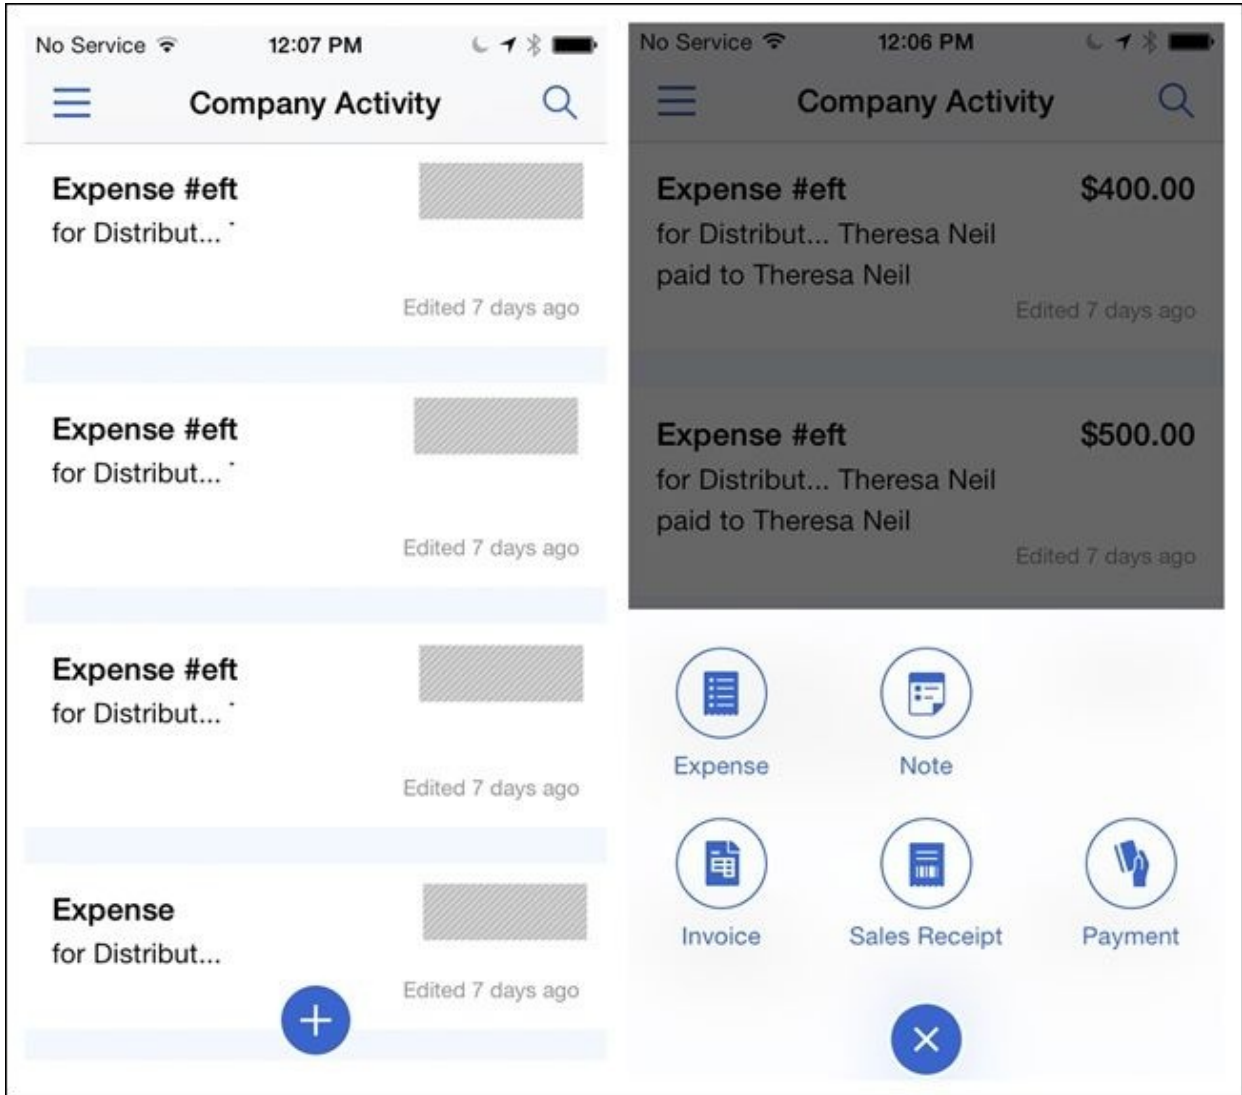 No Service 12:07 PM
Company Activity
Expense #eft
for Distribut...
Edited 7 days ago
Expense #eft
for Distribut...
Edited 7 days ago
Expense #eft
for Distribut...
Edited 7 days ago
Expense
for Distribut...
Edited 7 days ago
No Service 12:06 PM
Company Activity
Expense #eft $400.00
for Distribut... Theresa Neil
paid to Theresa Neil
Edited 7 days ago
Expense #eft $500.00
for Distribut... Theresa Neil
paid to Theresa Neil
Edited 7 days ago
Expense Note
Invoice Sales Receipt Payment